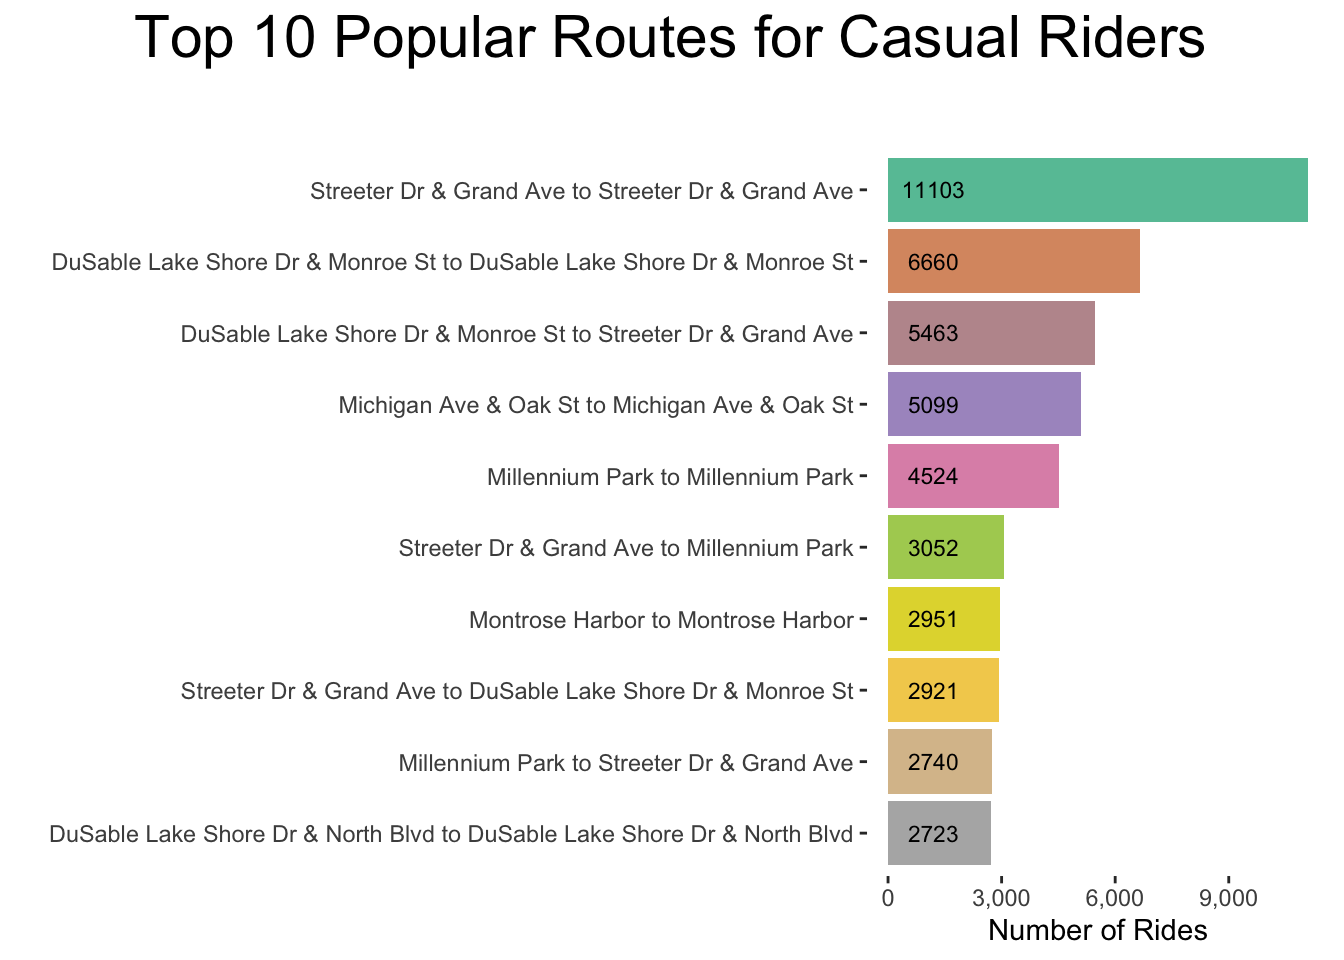 Top 10 Popular Routes for Casual Riders
Streeter Dr & Grand Ave to Streeter Dr & Grand Ave 11103
DuSable Lake Shore Dr & Monroe St to DuSable Lake Shore Dr & Monroe St 6660
DuSable Lake Shore Dr & Monroe St to Streeter Dr & Grand Ave 5463
Michigan Ave & Oak St to Michigan Ave & Oak St 5099
Millennium Park to Millennium Park 4524
Streeter Dr & Grand Ave to Millennium Park 3052
Montrose Harbor to Montrose Harbor 2951
Streeter Dr & Grand Ave to DuSable Lake Shore Dr & Monroe St 2921
Millennium Park to Streeter Dr & Grand Ave 2740
DuSable Lake Shore Dr & North Blvd to DuSable Lake Shore Dr & North Blvd 2723
0 3,000 6,000 9,000
Number of Rides